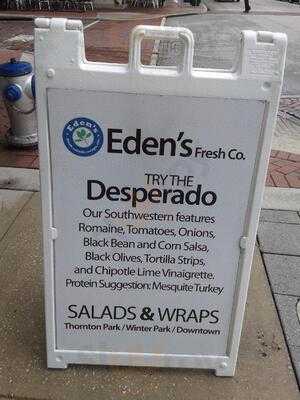 Eden's
Eden's Fresh Co.
TRY THE
Desperado
Our Southwestern features
Romaine, Tomatoes, Onions,
Black Bean and Corn Salsa,
Black Olives, Tortilla Strips,
and Chipotle Lime Vinaigrette.
Protein Suggestion: Mesquite Turkey
SALADS & WRAPS
Thornton Park / Winter Park / Downtown